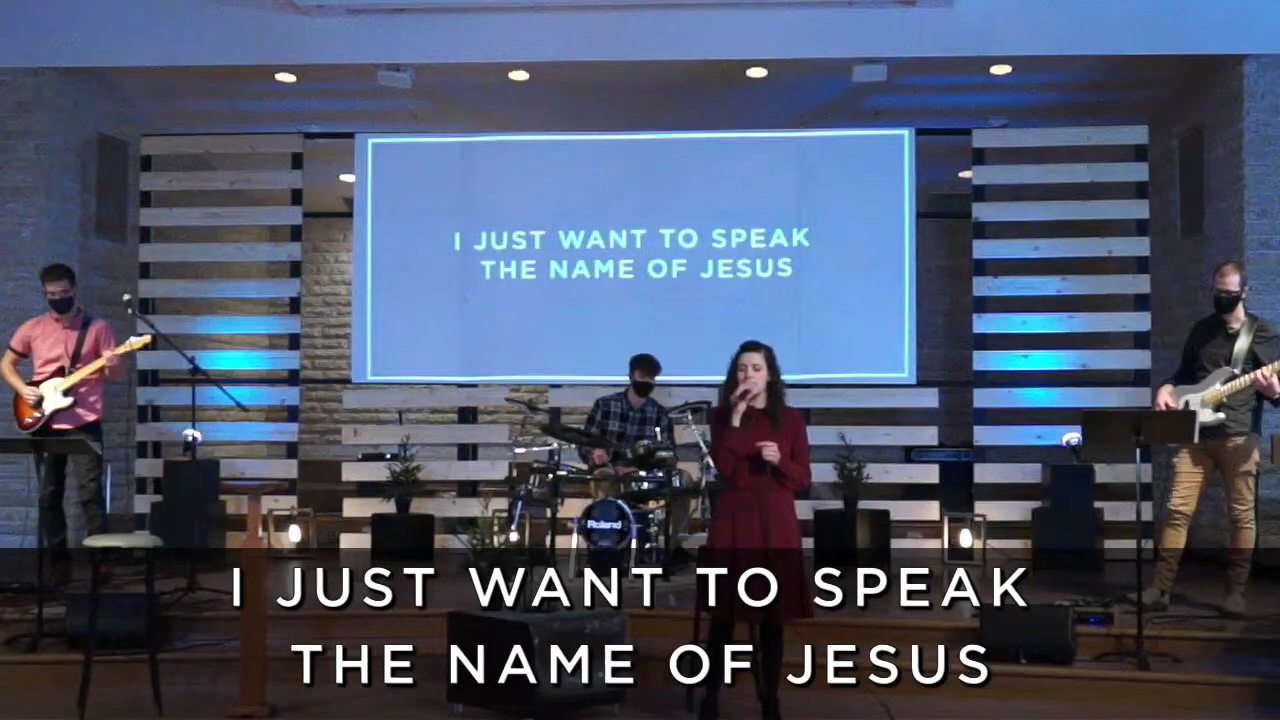 I JUST WANT TO SPEAK
THE NAME OF JESUS
Roland
I JUST WANT TO SPEAK
THE NAME OF JESUS